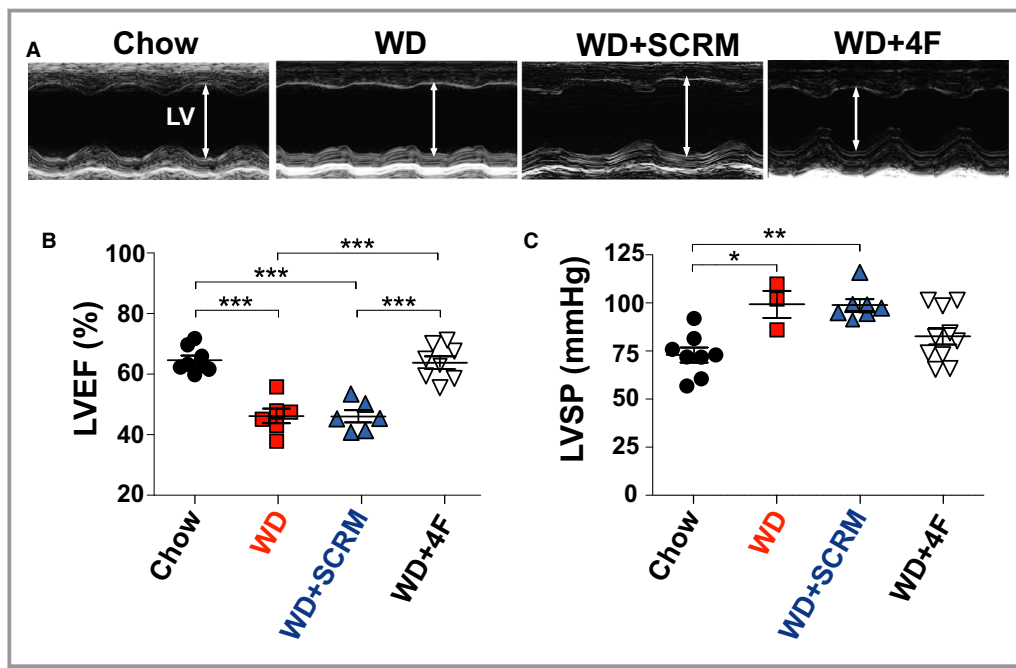 A
Chow
WD
WD+SCRM
WD+4F
LV
B
LVEF (%)
100
80
60
40
20
***
***
***
***
Chow
WD
WD+SCRM
WD+4F
C
LVSP (mmHg)
125
100
75
50
25
0
**
*
Chow
WD
WD+SCRM
WD+4F